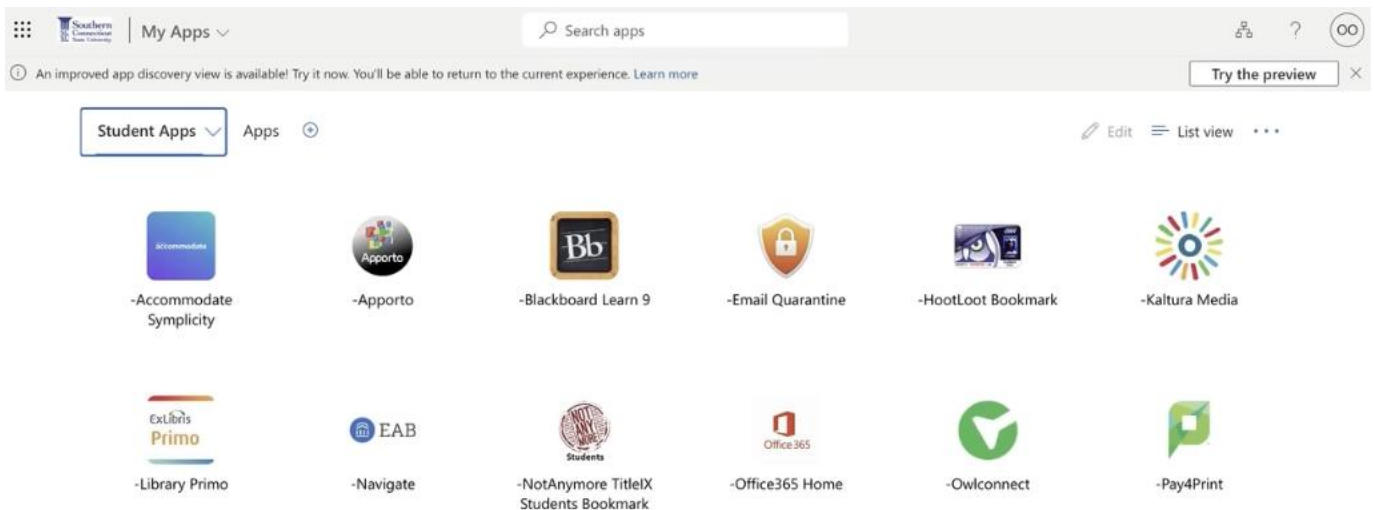 Southern
Connecticut
State University
My Apps
Search apps
?
OO
An improved app discovery view is available! Try it now. You'll be able to return to the current experience. Learn more
Try the preview
Student Apps
Apps
Edit
List view
accommodate
Apporto
Bb
ExLibris
Primo
EAB
NOT
ANY
MORE
Students
Office 365
-Accommodate
Symplicity
-Apporto
-Blackboard Learn 9
-Email Quarantine
-HootLoot Bookmark
-Kaltura Media
-Library Primo
-Navigate
-NotAnymore TitleIX
Students Bookmark
-Office365 Home
-Owlconnect
-Pay4Print